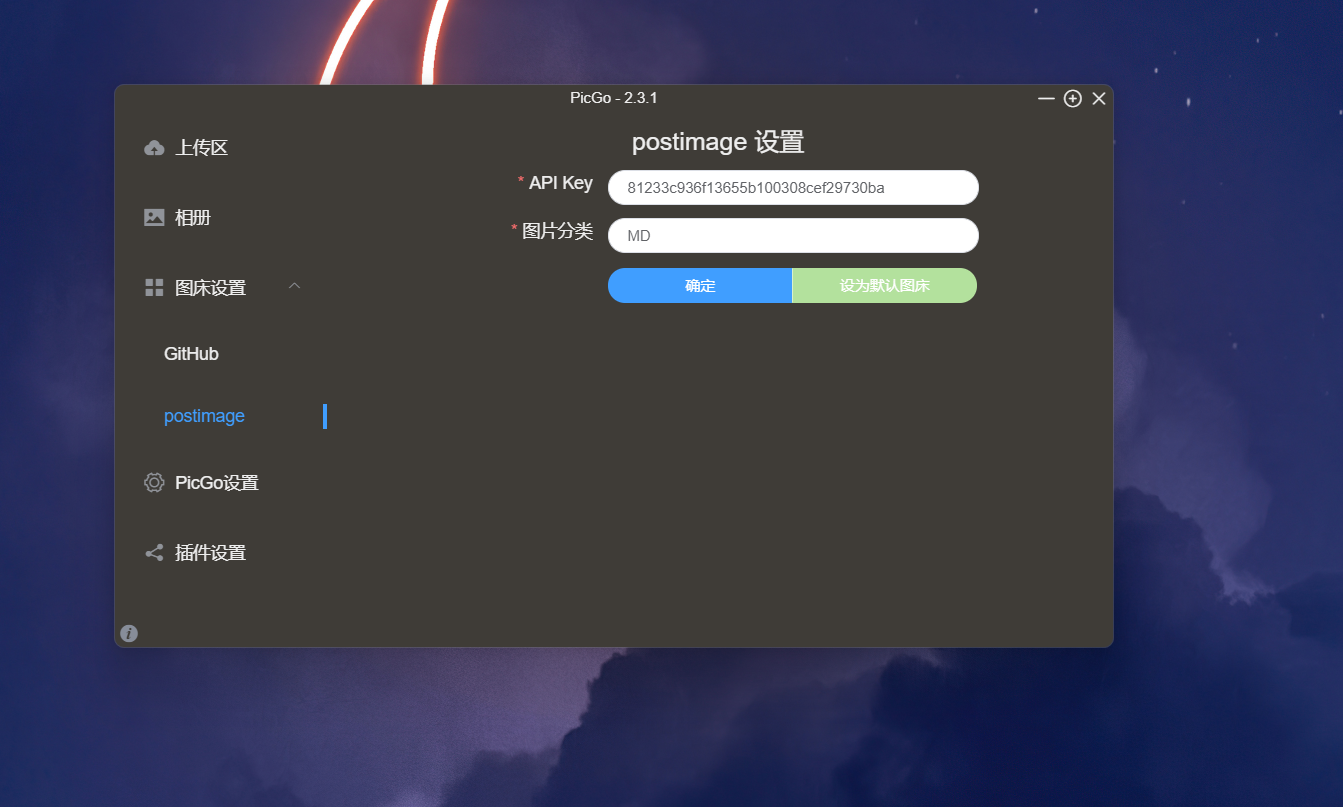 PicGo - 2.3.1
上传区
相册
图床设置
GitHub
postimage
PicGo设置
插件设置
postimage 设置
* API Key
81233c936f13655b100308cef29730ba
* 图片分类
MD
确定
设为默认图床